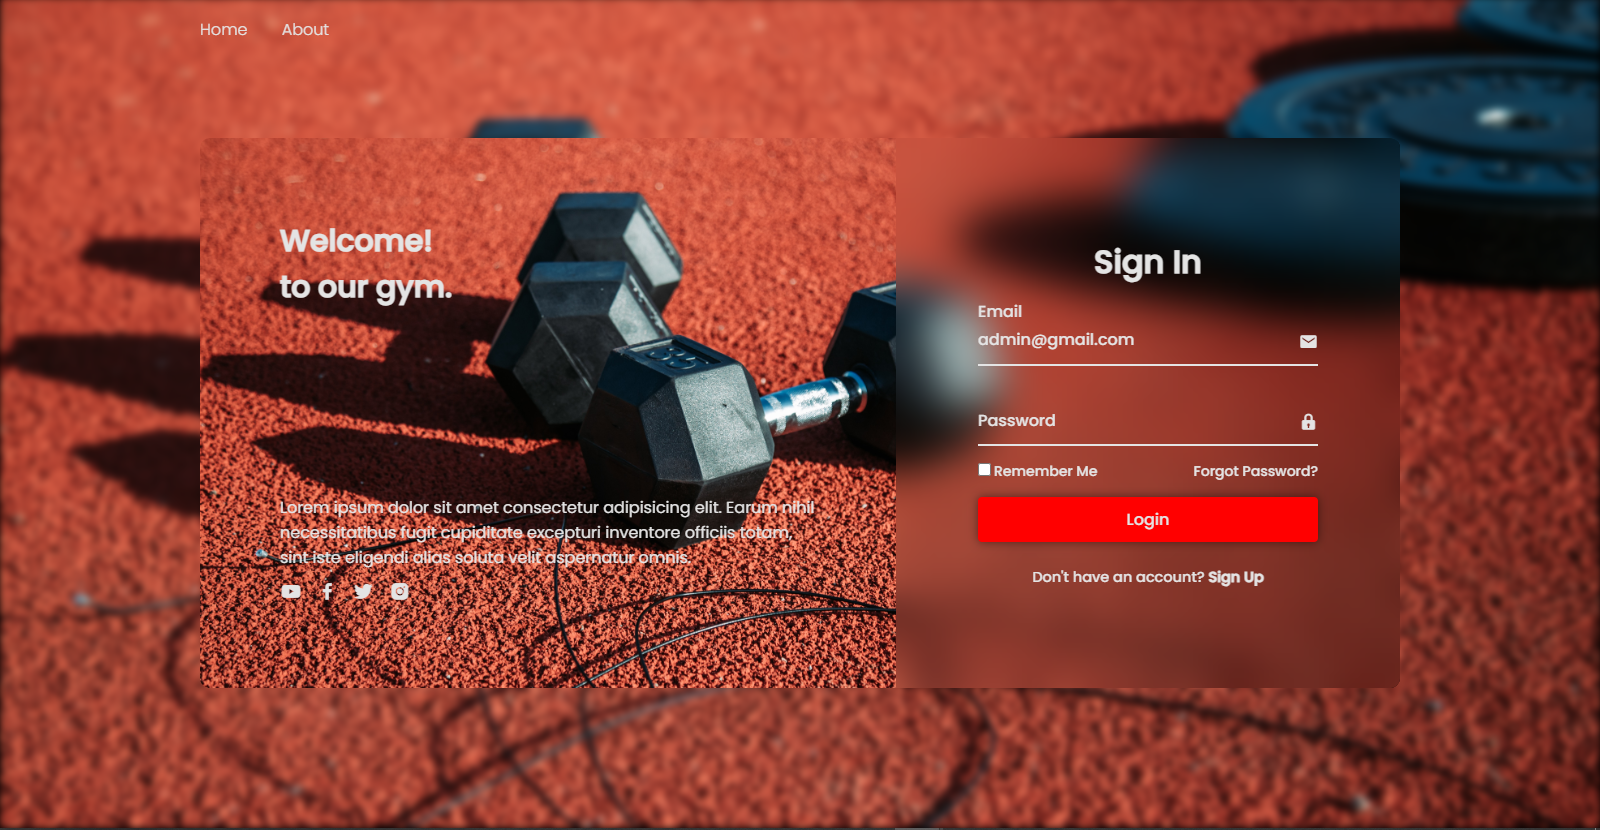 Home About
Welcome!
to our gym.
Lorem ipsum dolor sit amet consectetur adipisicing elit. Earum nihil
necessitatibus fugit cupiditate excepturi inventore officiis totam,
sint iste eligendi alias soluta velit aspernatur omnis.
Sign In
Email
admin@gmail.com
Password
Remember Me Forgot Password?
Login
Don't have an account? Sign Up